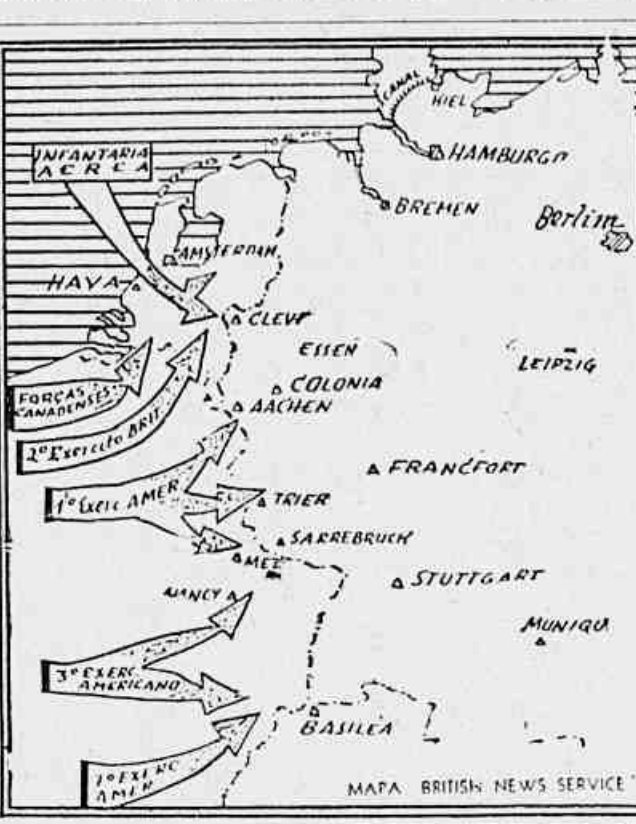 CANAL
KIEL
INFANTARIA
AEREA
HAMBURGO
BREMEN
Berlim
AMSTERDAM
HAYA
CLEVE
ESSEN
LEIPZIG
COLONIA
FORÇAS
CANADENSES
AACHEN
2º Exercito BRIT.
FRANCFORT
1º Exerc AMER
TRIER
SARREBRUCK
MEZ
STUTTGART
NANCY
MUNIQU
3º EXERC
AMERICANO
BASILEA
7º EXERC
AMER
MAPA BRITISH NEWS SERVICE